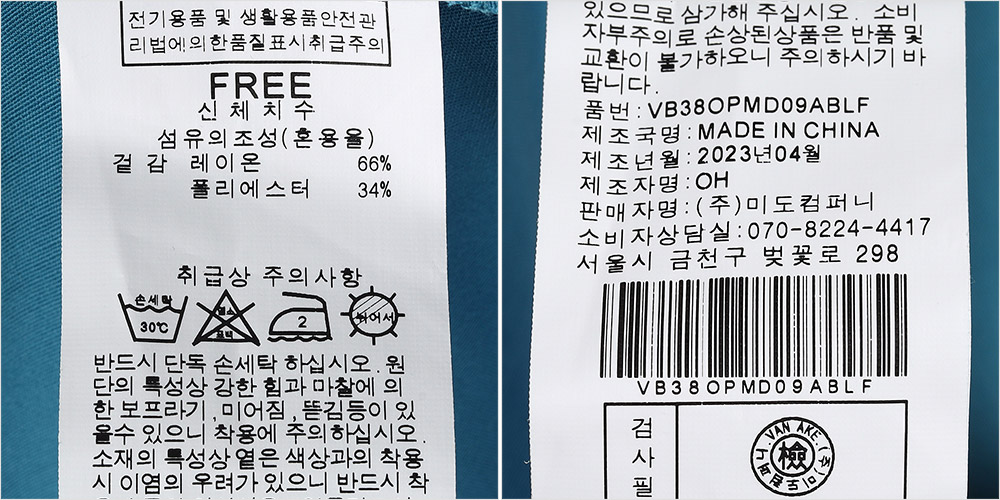 전기용품 및 생활용품안전관
리법에의한품질표시취급주의
FREE
신체치수
섬유의조성(혼용율)
겉감 레이온 66%
폴리에스터 34%
취급상 주의사항
손세탁
30℃
염소
표백
2
뉘어서
반드시 단독 손세탁 하십시오. 원
단의 특성상 강한 힘과 마찰에 의
한 보프라기, 미어짐, 뜯김등이 있
을수 있으니 착용에 주의하십시오.
소재의 특성상 옅은 색상과의 착용
시 이염의 우려가 있으니 반드시 착
있으므로 삼가해 주십시오. 소비
자부주의로 손상된상품은 반품 및
교환이 불가하오니 주의하시기 바
랍니다.
품번:VB38OPMD09ABLF
제조국명:MADE IN CHINA
제조년월:2023년04월
제조자명:OH
판매자명:(주)미도컴퍼니
소비자상담실:070-8224-4417
서울시 금천구 벚꽃로 298
VB38OPMD09ABLF
검사필
VAN AKE.(주)미도컴퍼니
檢